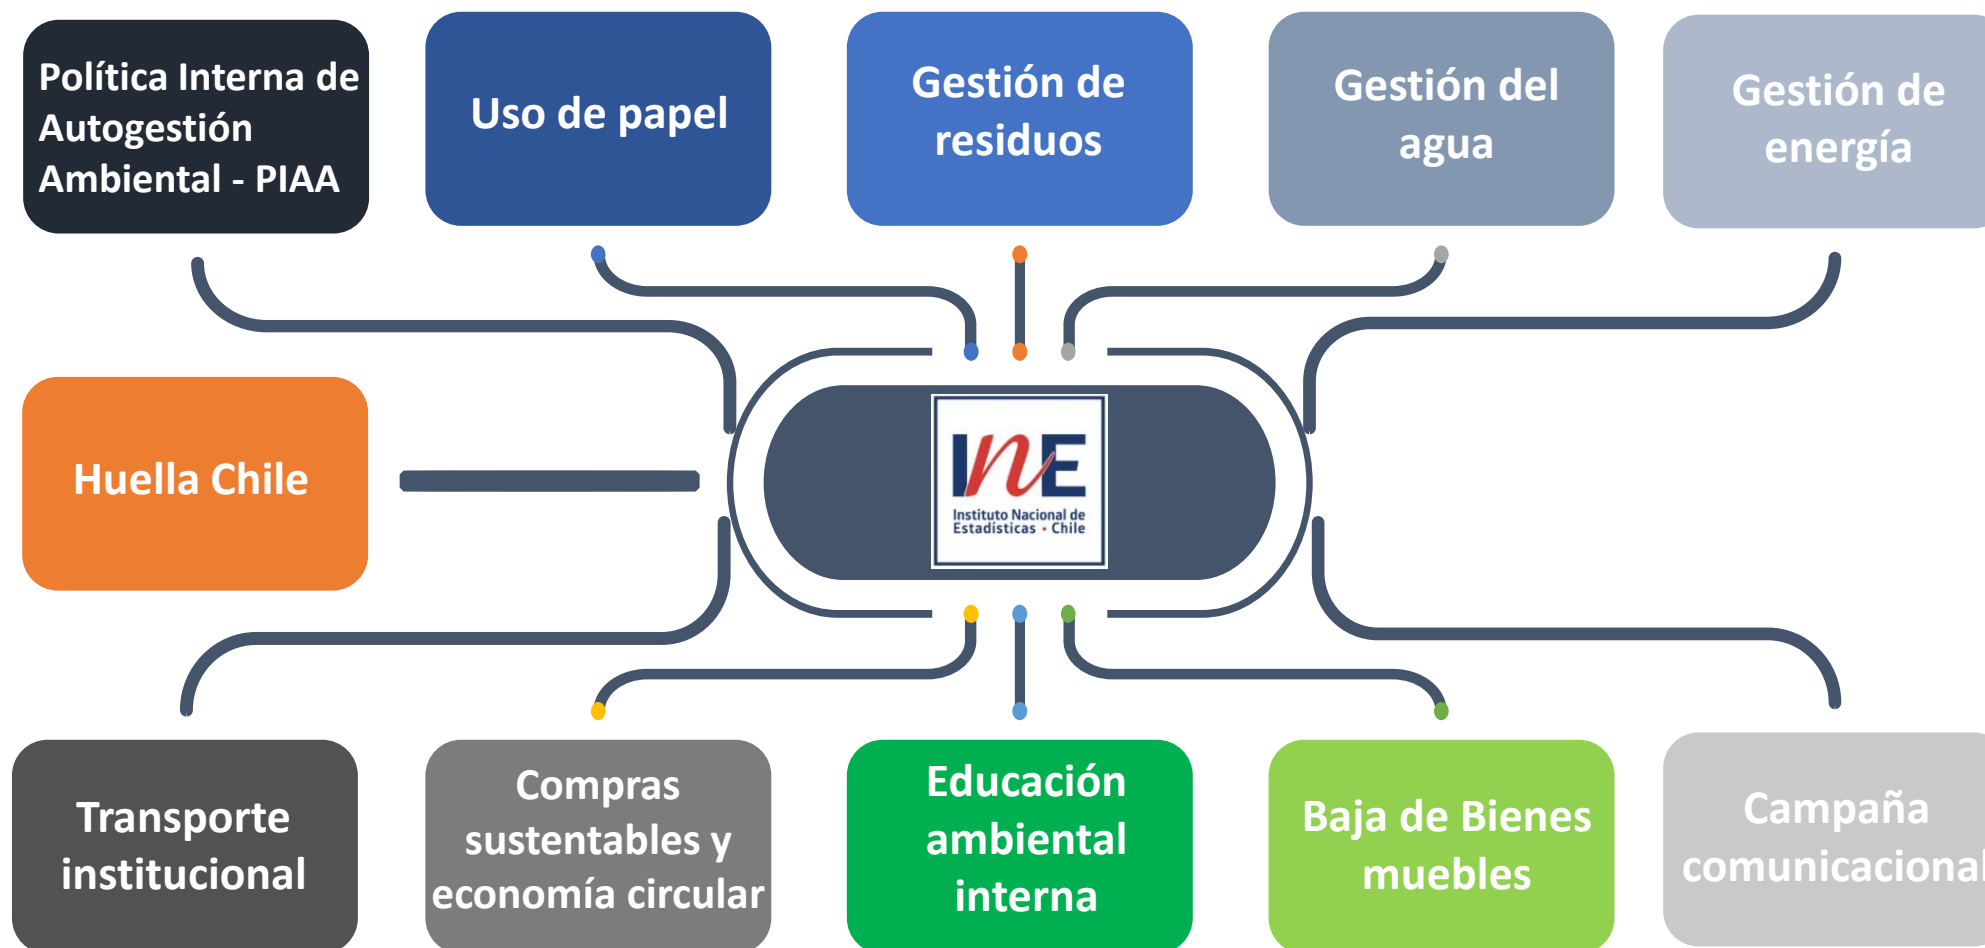 Política Interna de
Autogestión
Ambiental - PIAA
Uso de papel
Gestión de
residuos
Gestión del
agua
Gestión de
energía
Huella Chile
INE
Instituto Nacional de
Estadísticas • Chile
Transporte
institucional
Compras
sustentables y
economía circular
Educación
ambiental
interna
Baja de Bienes
muebles
Campaña
comunicacional